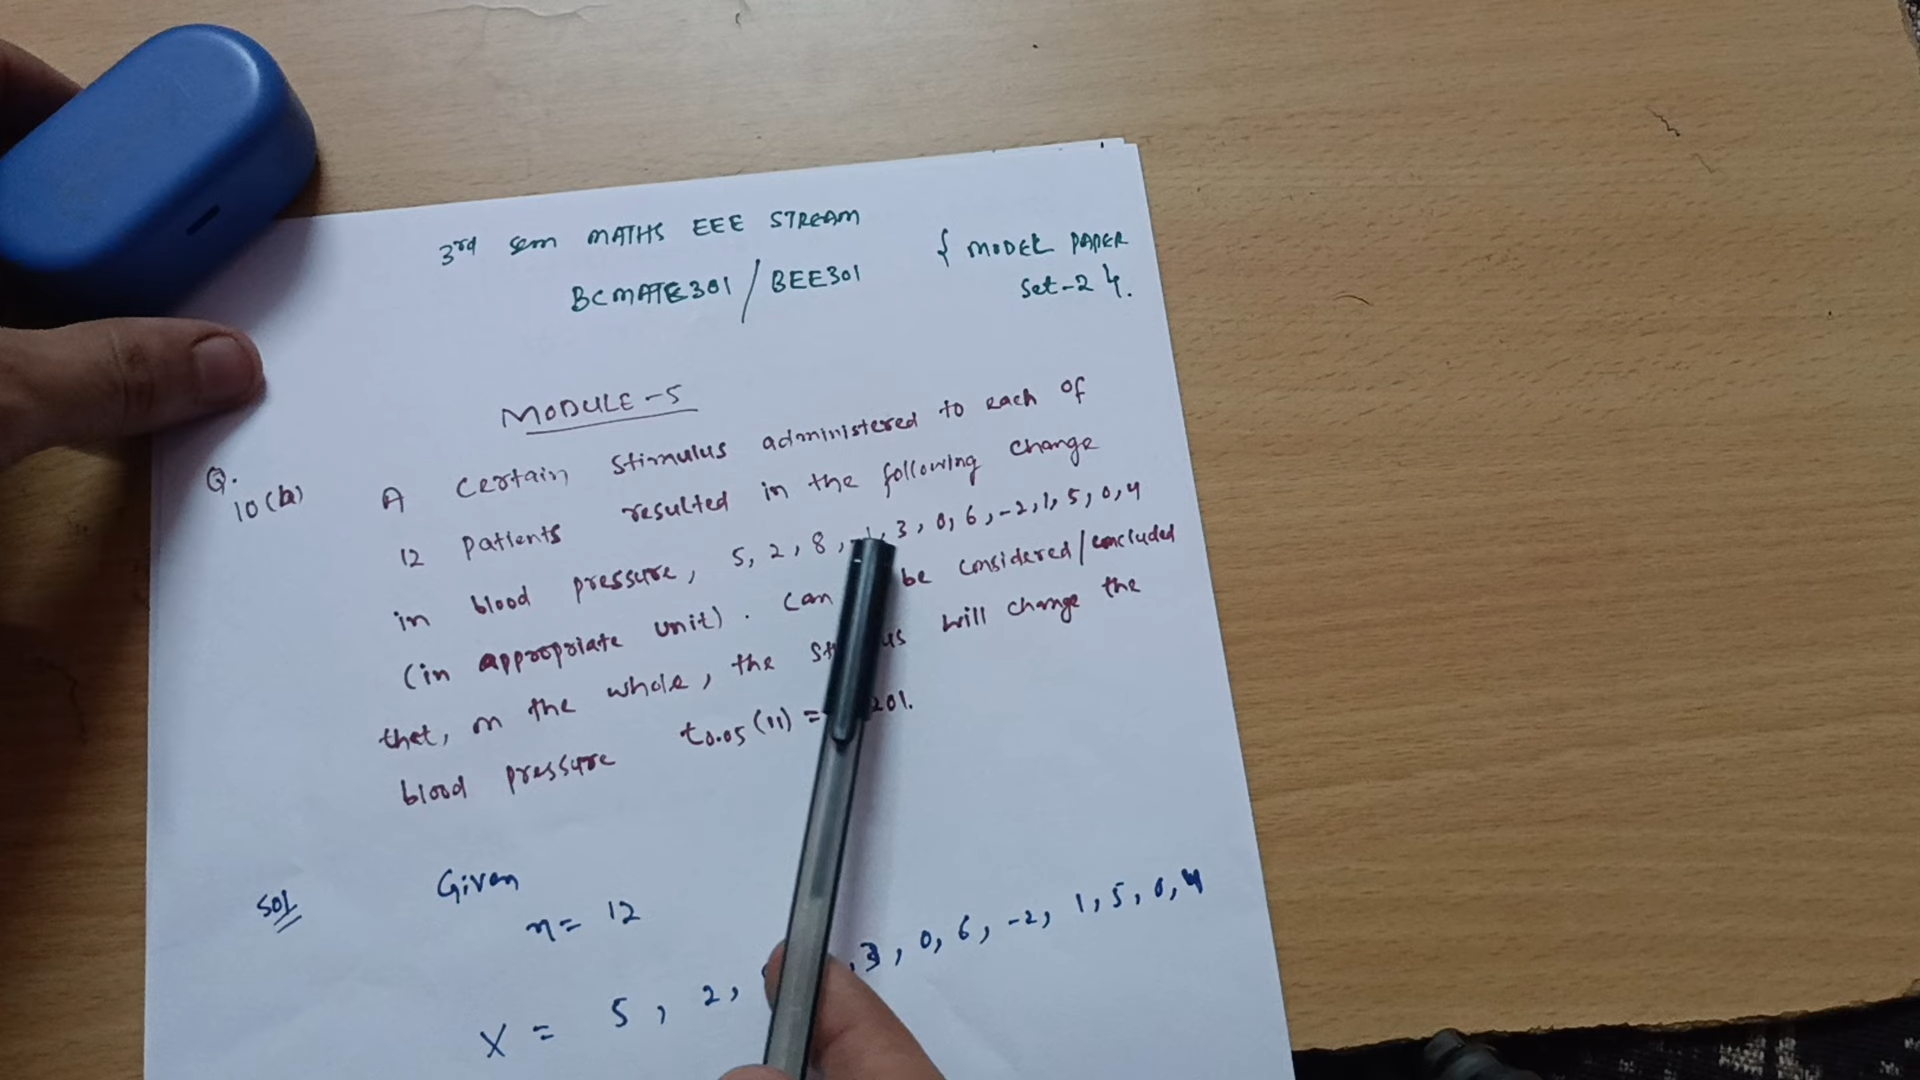 3rd sem MATHS EEE STREAM
BCMATE301 / BEE301
{ MODEL PAPER
Set-2 }.
MODULE-5
Q.
10(b) A certain stimulus administered to each of
12 patients resulted in the following change
in blood pressure, 5, 2, 8, -1, 3, 0, 6, -2, 1, 5, 0, 4
(in appropriate unit). Can be considered/concluded
that, on the whole, the will change the
blood pressure t0.05 (11) = 201.
Sol Given
n = 12
X = 5, 2, , 3, 0, 6, -2, 1, 5, 0, 4